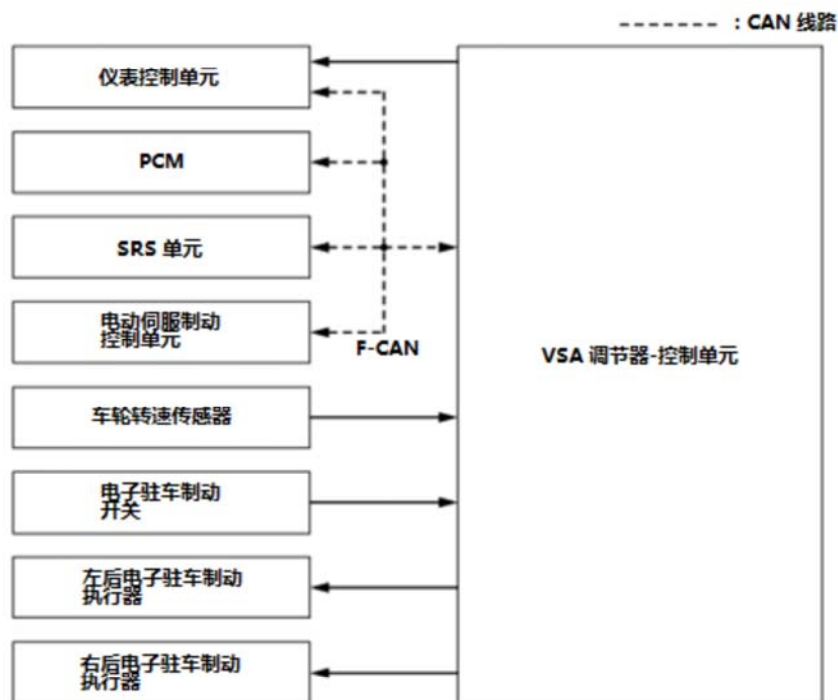 : CAN 线路
仪表控制单元
PCM
SRS 单元
电动伺服制动
控制单元
F-CAN
VSA 调节器-控制单元
车轮转速传感器
电子驻车制动
开关
左后电子驻车制动
执行器
右后电子驻车制动
执行器